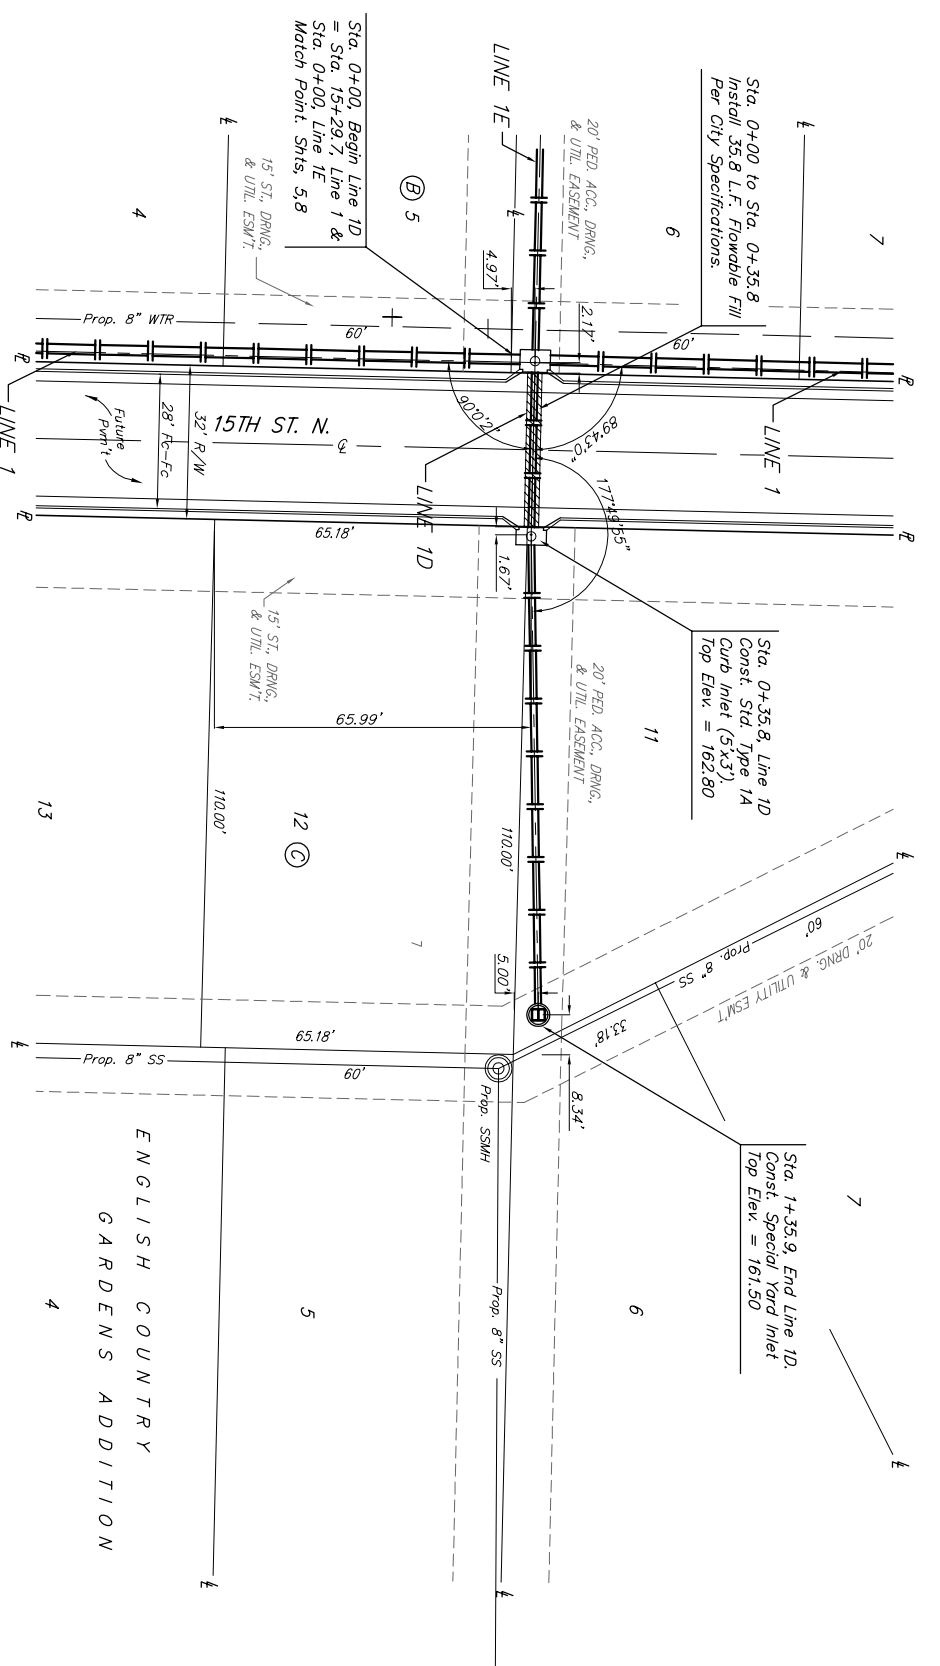 Sta. 0+00, Begin Line 1D
= Sta. 15+29.7, Line 1 &
Sta. 0+00, Line 1E
Match Point. Shts, 5,8
LINE 1E
Sta. 0+00 to Sta. 0+35.8
Install 35.8 L.F. Flowable Fill
Per City Specifications.
20' PED. ACC., DRNG.,
& UTIL. EASEMENT
15' ST., DRNG.,
& UTIL. ESM'T.
4
B 5
6
7
4.97'
2.17'
Prop. 8" WTR
60'
60'
LINE 1
LINE 1
15TH ST. N.
Future
Pvm't
28' Fc-Fc
32' R/W
90°0'2"
89°43'0"
177°49'55"
LINE 1D
65.18'
1.67'
15' ST., DRNG.,
& UTIL. ESM'T.
Sta. 0+35.8, Line 1D
Const. Std. Type 1A
Curb Inlet (5'x3').
Top Elev. = 162.80
20' PED. ACC., DRNG.,
& UTIL. EASEMENT
11
65.99'
13
110.00'
12 C
110.00'
7
5.00'
60'
Prop. 8" SS
33.18'
20' DRNG. & UTILITY ESM'T
65.18'
Prop. 8" SS
60'
Prop. SSMH
8.34'
Sta. 1+35.9, End Line 1D.
Const. Special Yard Inlet
Top Elev. = 161.50
7
Prop. 8" SS
6
5
4
ENGLISH COUNTRY
GARDENS ADDITION